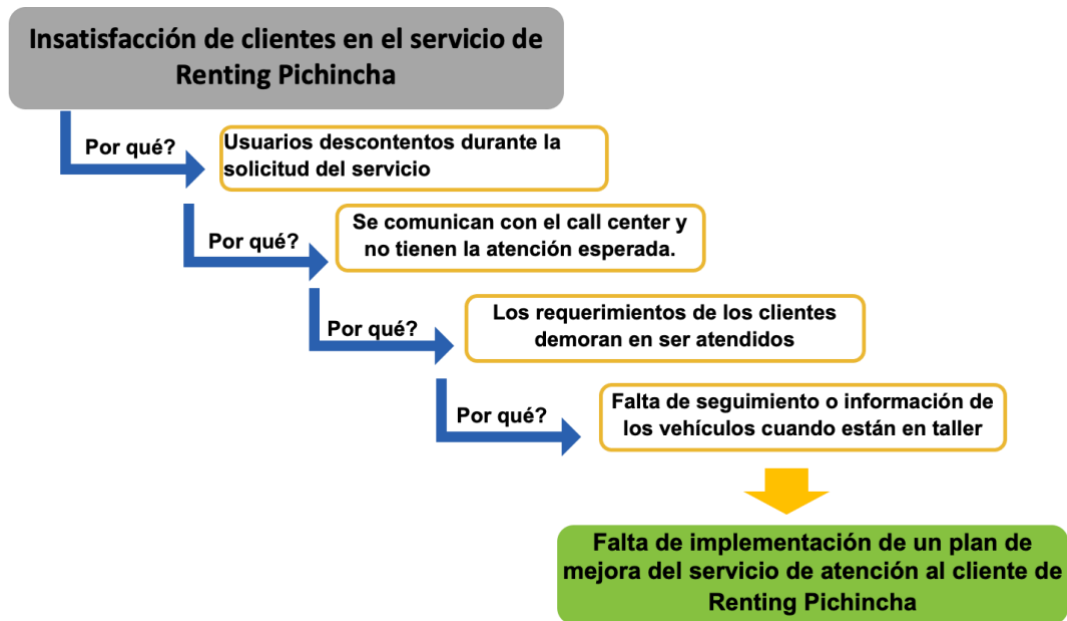 Insatisfacción de clientes en el servicio de
Renting Pichincha
Por qué?
Usuarios descontentos durante la
solicitud del servicio
Por qué?
Se comunican con el call center y
no tienen la atención esperada.
Por qué?
Los requerimientos de los clientes
demoran en ser atendidos
Por qué?
Falta de seguimiento o información de
los vehículos cuando están en taller
Falta de implementación de un plan de
mejora del servicio de atención al cliente de
Renting Pichincha